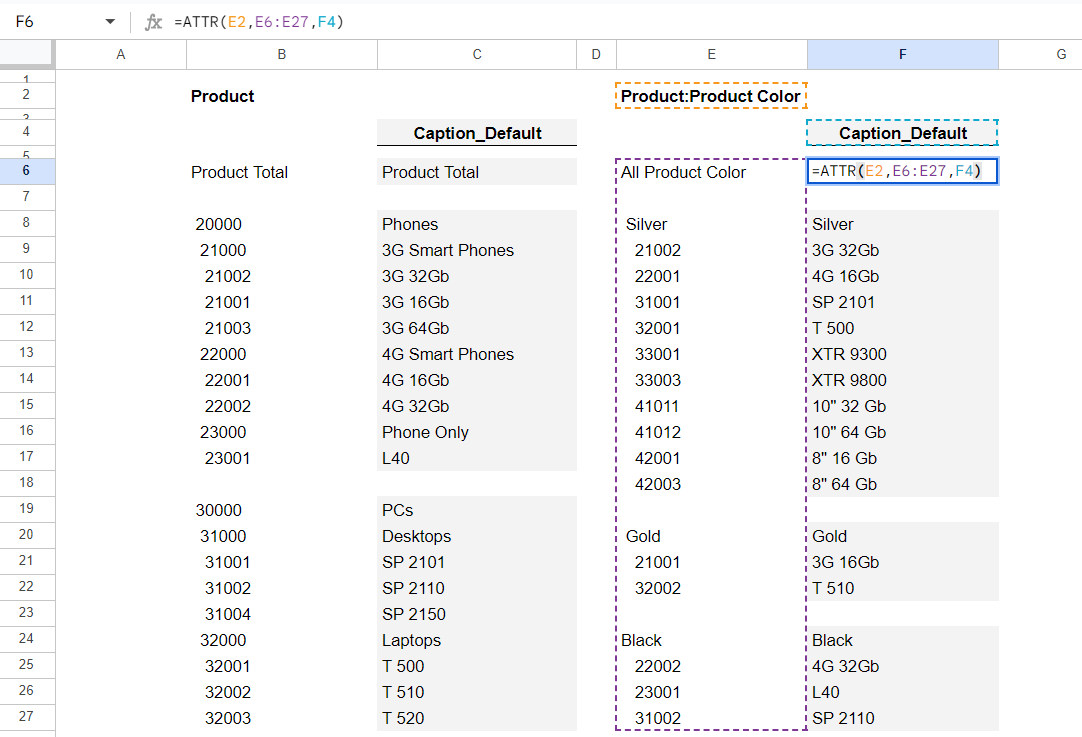 F6 fx =ATTR(E2,E6:E27,F4)
A B C D E F G
1
2 Product Product:Product Color
3
4 Caption_Default Caption_Default
5
6 Product Total Product Total All Product Color =ATTR(E2,E6:E27,F4)
7
8 20000 Phones Silver Silver
9 21000 3G Smart Phones 21002 3G 32Gb
10 21002 3G 32Gb 22001 4G 16Gb
11 21001 3G 16Gb 31001 SP 2101
12 21003 3G 64Gb 32001 T 500
13 22000 4G Smart Phones 33001 XTR 9300
14 22001 4G 16Gb 33003 XTR 9800
15 22002 4G 32Gb 41011 10" 32 Gb
16 23000 Phone Only 41012 10" 64 Gb
17 23001 L40 42001 8" 16 Gb
18 42003 8" 64 Gb
19 30000 PCs
20 31000 Desktops Gold Gold
21 31001 SP 2101 21001 3G 16Gb
22 31002 SP 2110 32002 T 510
23 31004 SP 2150
24 32000 Laptops Black Black
25 32001 T 500 22002 4G 32Gb
26 32002 T 510 23001 L40
27 32003 T 520 31002 SP 2110